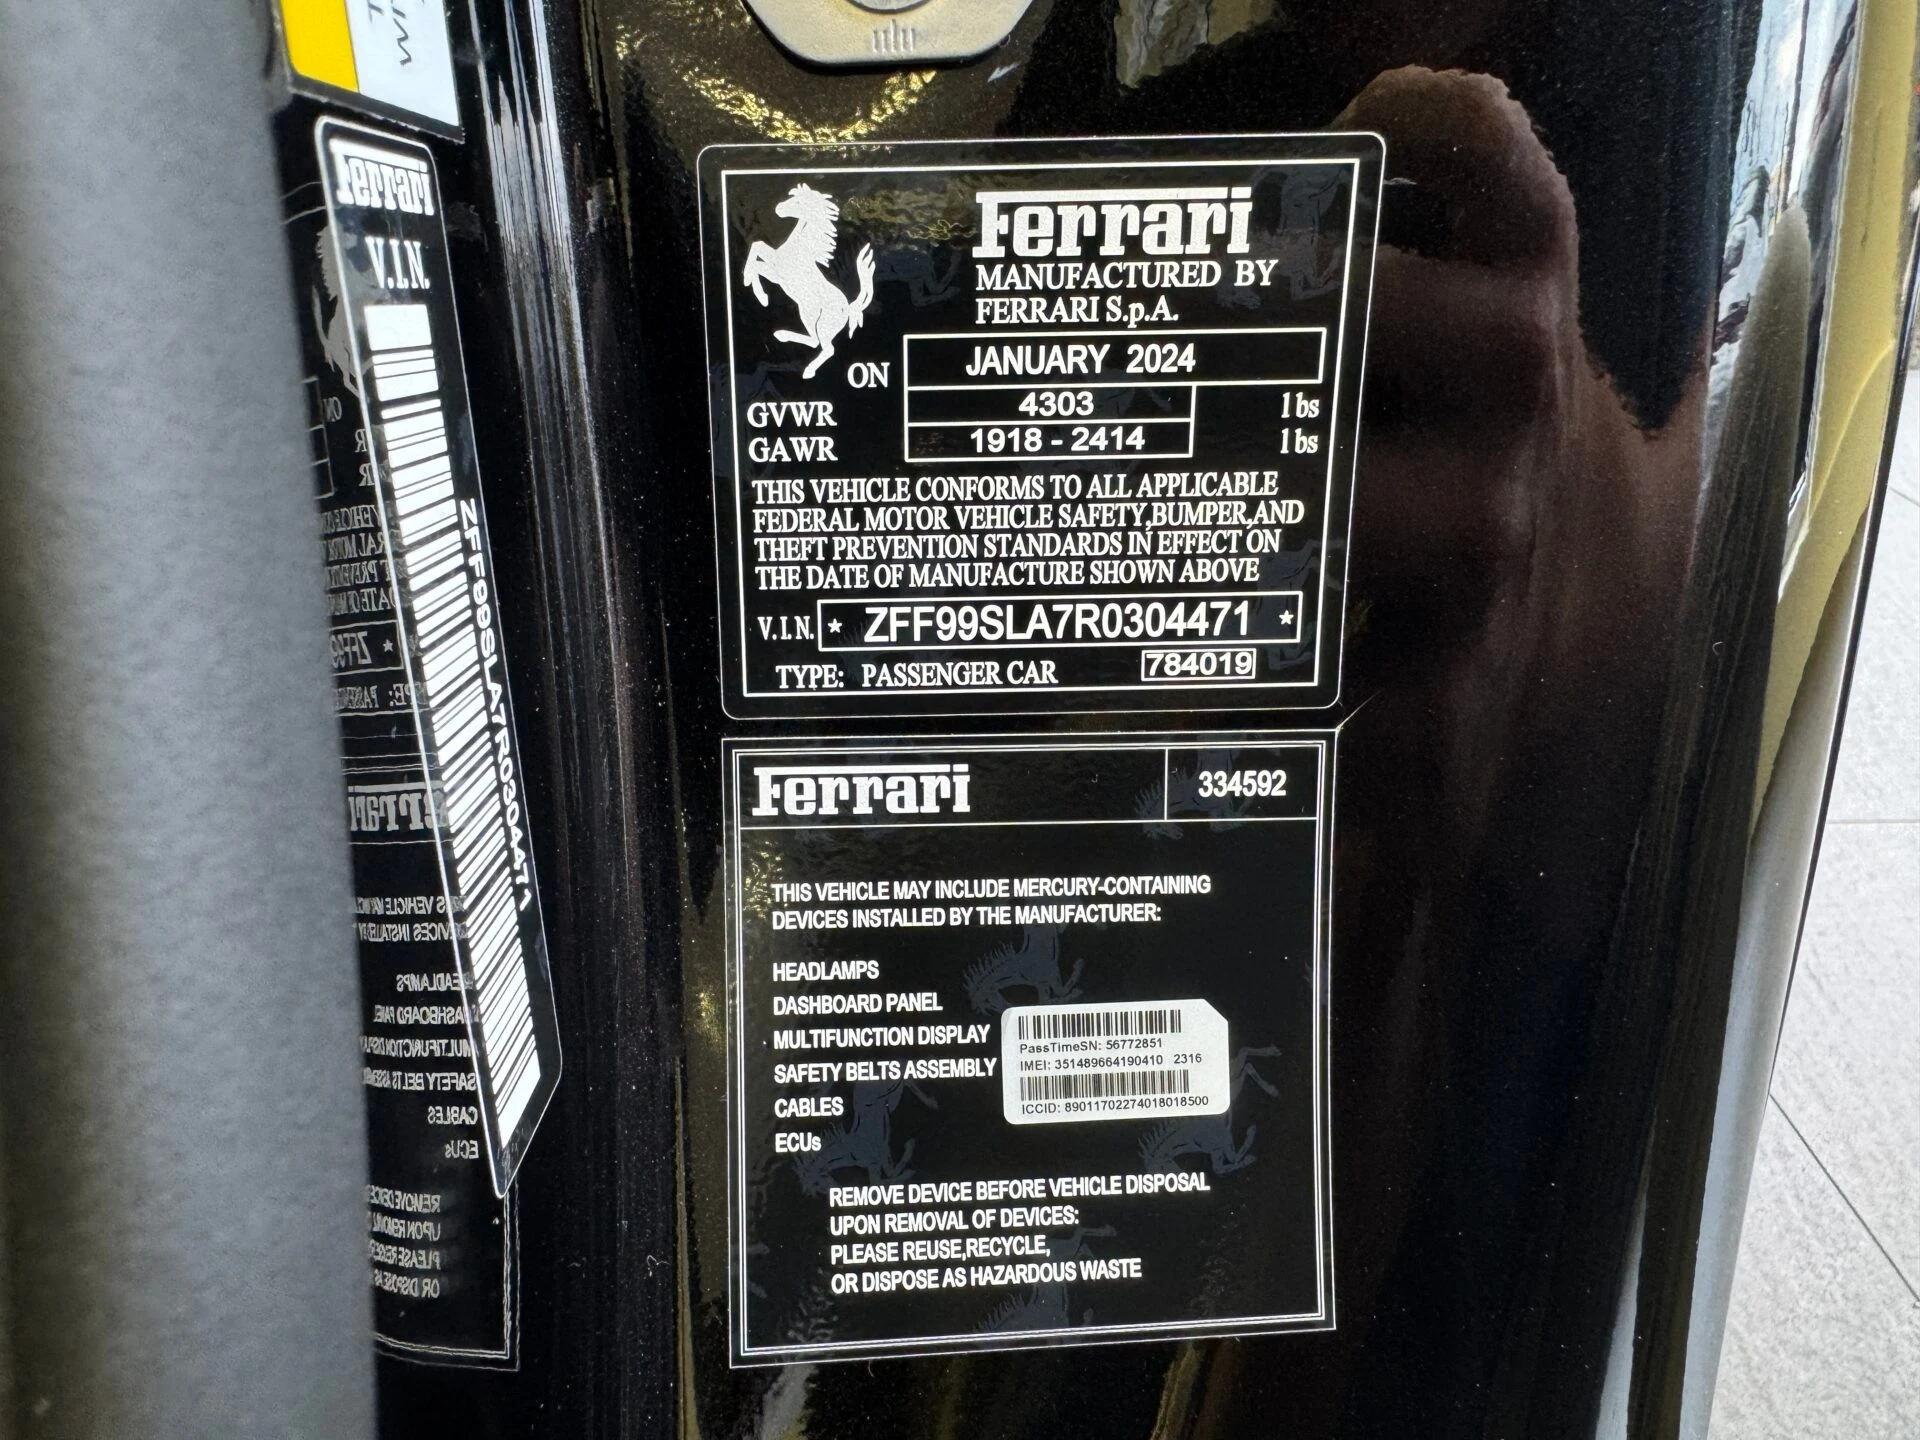 Ferrari
V.I.N.
ZFF99SLA7R0304471
Ferrari
MANUFACTURED BY
FERRARI S.p.A.
ON JANUARY 2024
GVWR 4303 lbs
GAWR 1918 - 2414 lbs
THIS VEHICLE CONFORMS TO ALL APPLICABLE
FEDERAL MOTOR VEHICLE SAFETY,BUMPER,AND
THEFT PREVENTION STANDARDS IN EFFECT ON
THE DATE OF MANUFACTURE SHOWN ABOVE
V.I.N. * ZFF99SLA7R0304471 *
TYPE: PASSENGER CAR 784019
Ferrari 334592
THIS VEHICLE MAY INCLUDE MERCURY-CONTAINING
DEVICES INSTALLED BY THE MANUFACTURER:
HEADLAMPS
DASHBOARD PANEL
MULTIFUNCTION DISPLAY
SAFETY BELTS ASSEMBLY
CABLES
ECUs
PassTimeSN: 56772851
IMEI: 351489664190410 2316
ICCID: 89011702274018018500
REMOVE DEVICE BEFORE VEHICLE DISPOSAL
UPON REMOVAL OF DEVICES:
PLEASE REUSE,RECYCLE,
OR DISPOSE AS HAZARDOUS WASTE